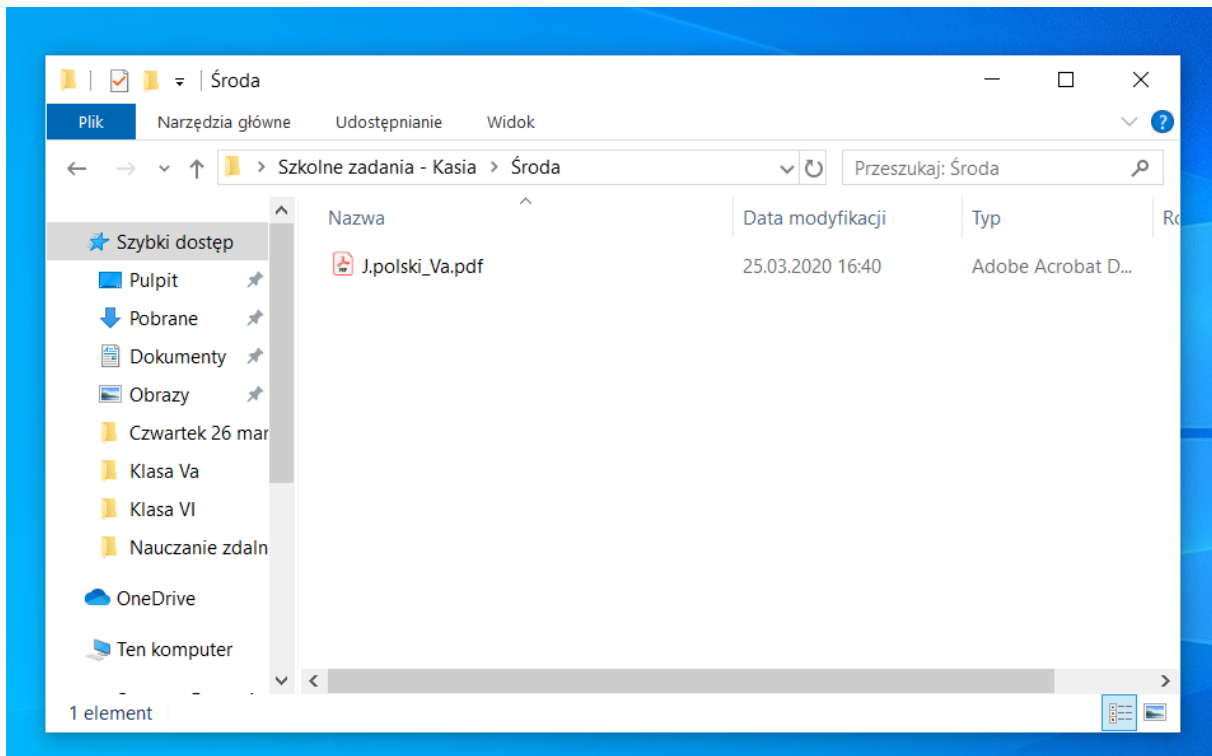 Środa
Plik Narzędzia główne Udostępnianie Widok
Szkolne zadania - Kasia > Środa Przeszukaj: Środa
Nazwa Data modyfikacji Typ
Szybki dostęp
J.polski_Va.pdf 25.03.2020 16:40 Adobe Acrobat D...
Pulpit
Pobrane
Dokumenty
Obrazy
Czwartek 26 mar
Klasa Va
Klasa VI
Nauczanie zdaln
OneDrive
Ten komputer
1 element